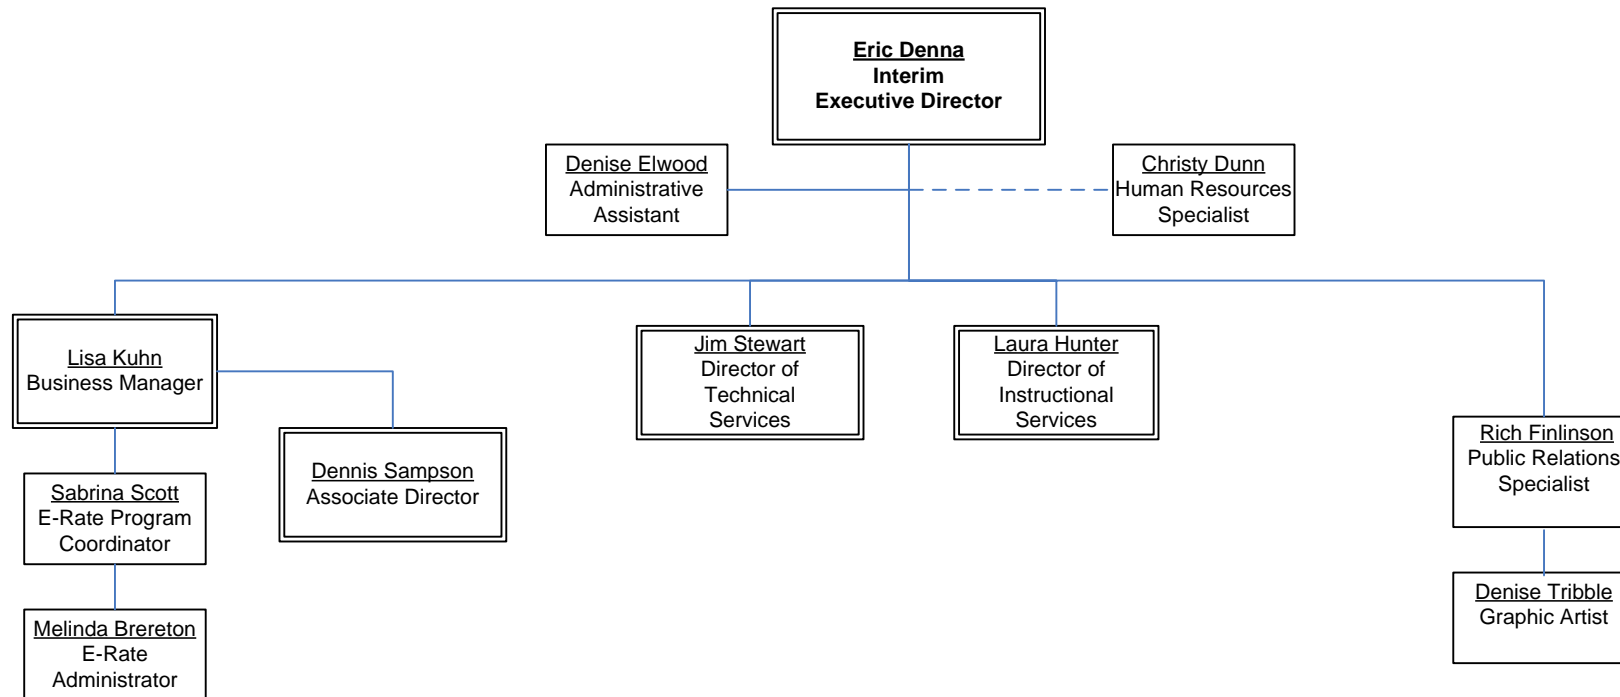 Eric Denna
Interim
Executive Director
Denise Elwood
Administrative
Assistant
Christy Dunn
Human Resources
Specialist
Lisa Kuhn
Business Manager
Jim Stewart
Director of
Technical
Services
Laura Hunter
Director of
Instructional
Services
Rich Finlinson
Public Relations
Specialist
Dennis Sampson
Associate Director
Sabrina Scott
E-Rate Program
Coordinator
Denise Tribble
Graphic Artist
Melinda Brereton
E-Rate
Administrator